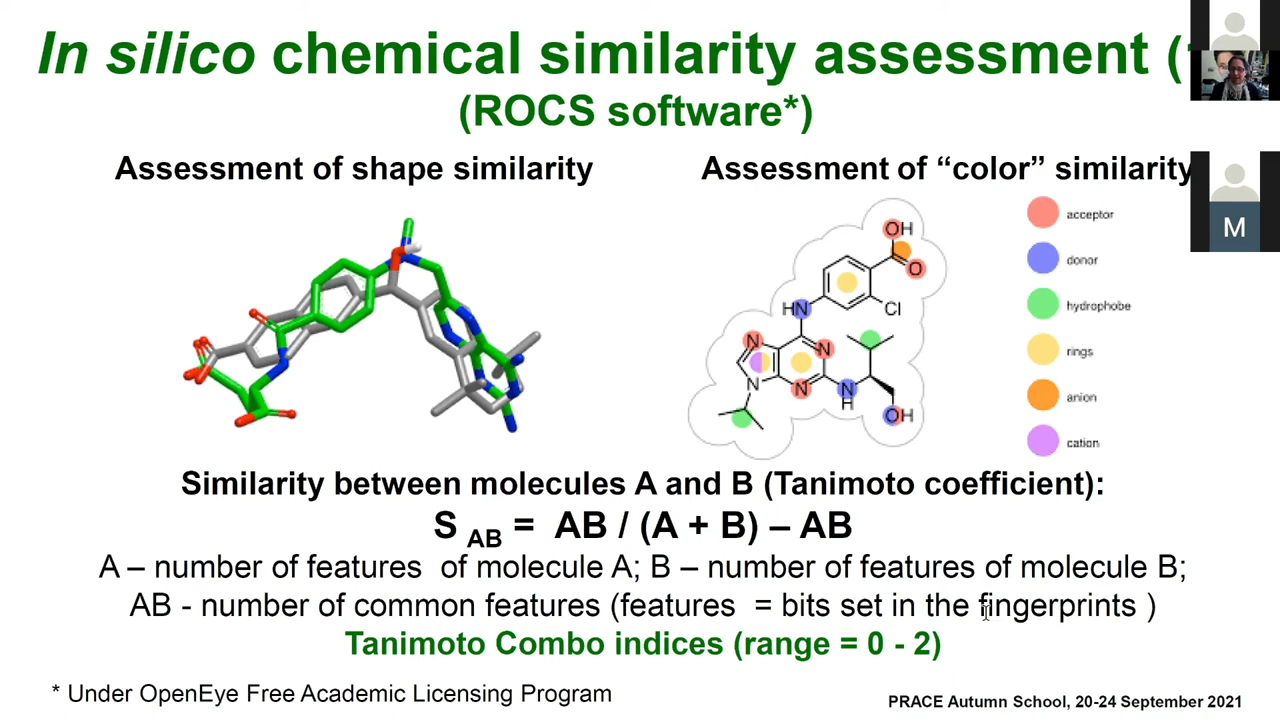 In silico chemical similarity assessment (
(ROCS software*)
Assessment of shape similarity
Assessment of “color” similarity
M
acceptor
donor
hydrophobe
rings
anion
cation
OH
O
HN
Cl
N
N
N
N
N
H
OH
Similarity between molecules A and B (Tanimoto coefficient):
S AB = AB / (A + B) – AB
A – number of features of molecule A; B – number of features of molecule B;
AB - number of common features (features = bits set in the fingerprints )
Tanimoto Combo indices (range = 0 - 2)
* Under OpenEye Free Academic Licensing Program
PRACE Autumn School, 20-24 September 2021